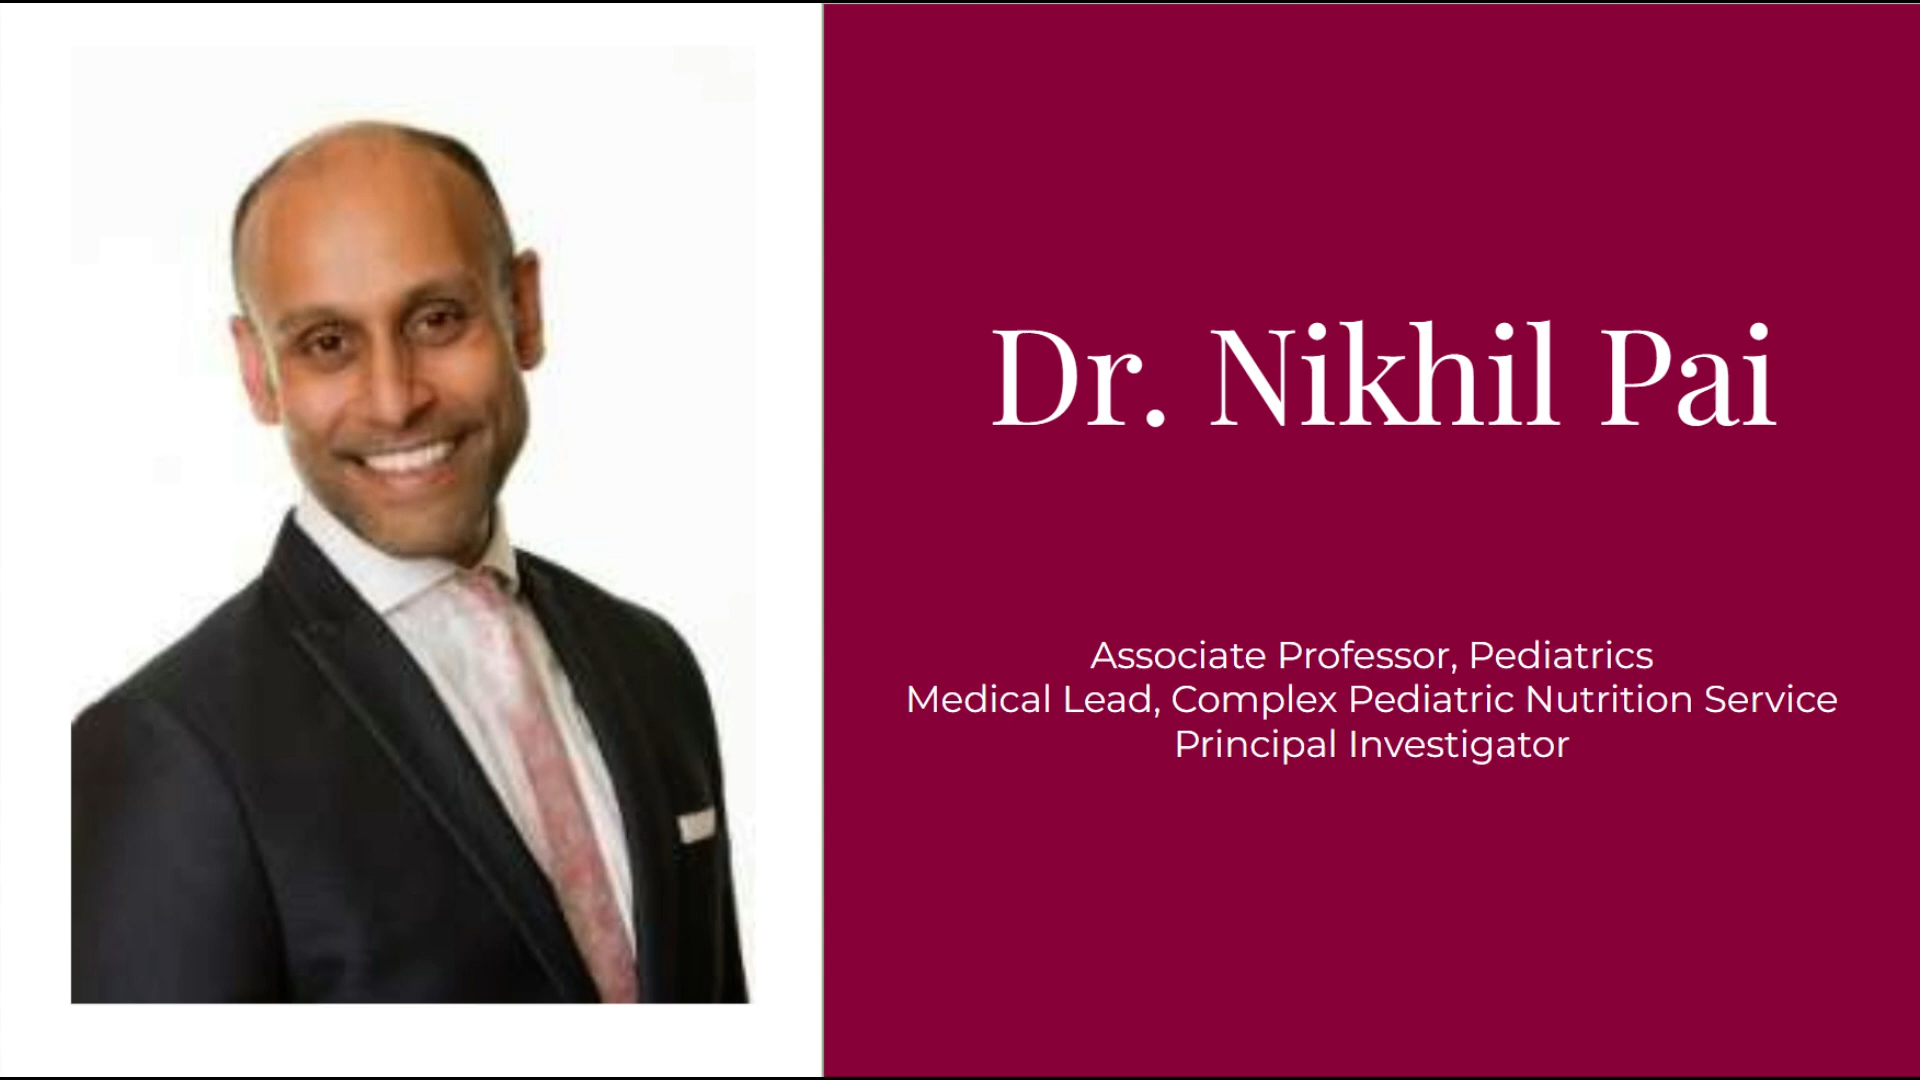 Dr. Nikhil Pai
Associate Professor, Pediatrics
Medical Lead, Complex Pediatric Nutrition Service
Principal Investigator